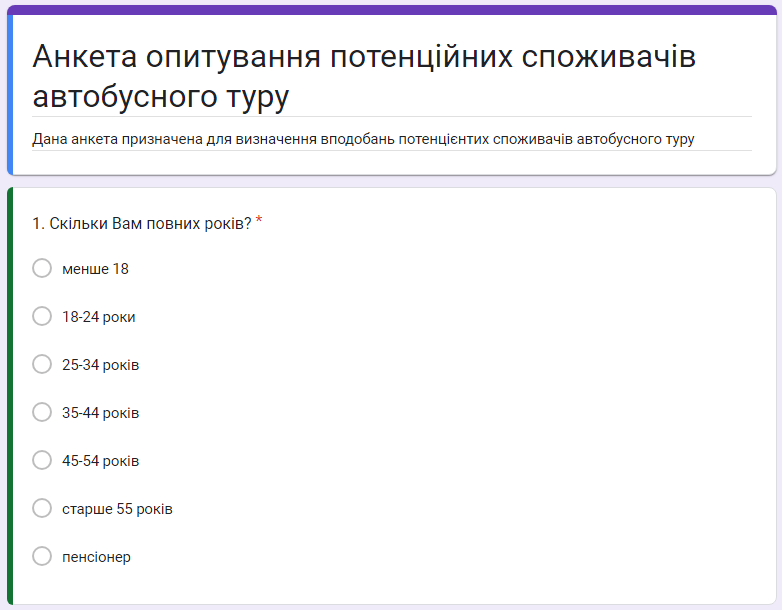 Анкета опитування потенційних споживачів
автобусного туру
Дана анкета призначена для визначення вподобань потенцієнтих споживачів автобусного туру
1. Скільки Вам повних років? *
менше 18
18-24 роки
25-34 років
35-44 років
45-54 років
старше 55 років
пенсіонер